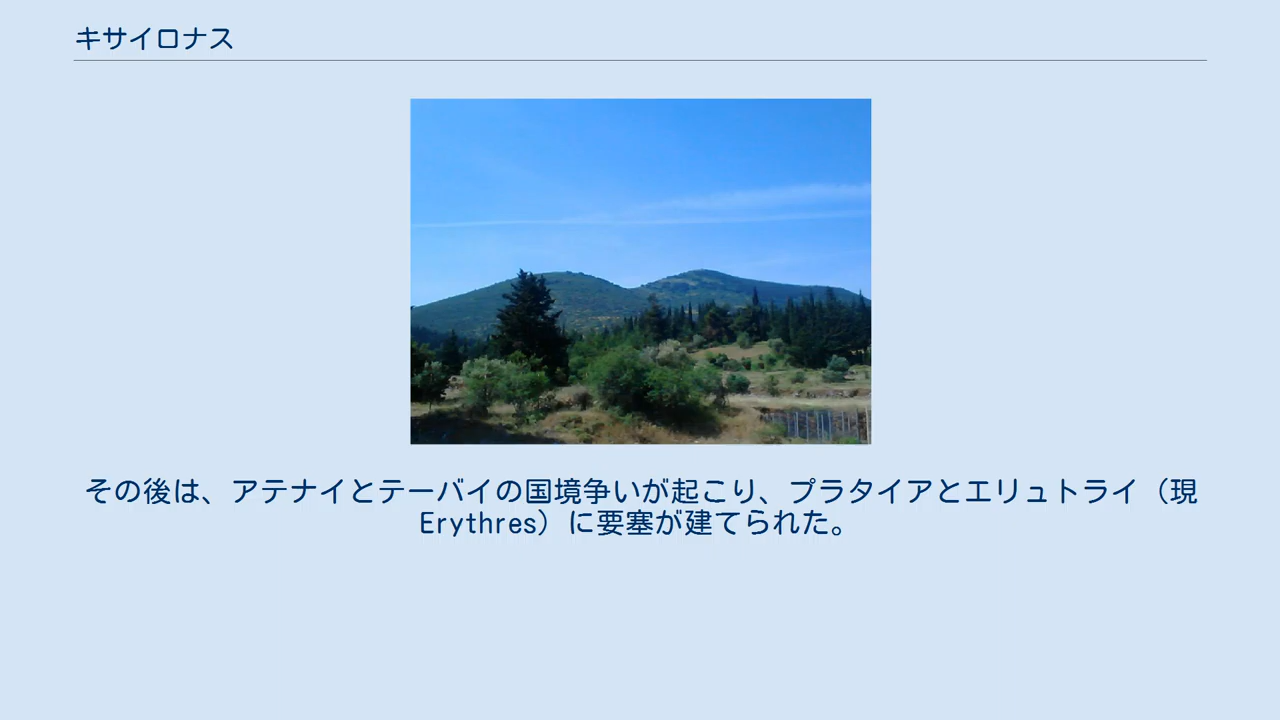 キサイロナス
その後は、アテナイとテーバイの国境争いが起こり、プラタイアとエリュトライ（現
Erythres）に要塞が建てられた。